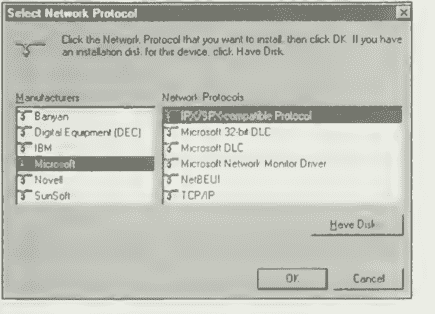 Select Network Protocol
Click the Network Protocol that you want to install, then click OK. If you have
an installation disk for this device, click Have Disk.
Manufacturers
Banyan
Digital Equipment (DEC)
IBM
Microsoft
Novell
SunSoft
Network Protocols
IPX/SPX-compatible Protocol
Microsoft 32-bit DLC
Microsoft DLC
Microsoft Network Monitor Driver
NetBEUI
TCP/IP
Have Disk...
OK
Cancel